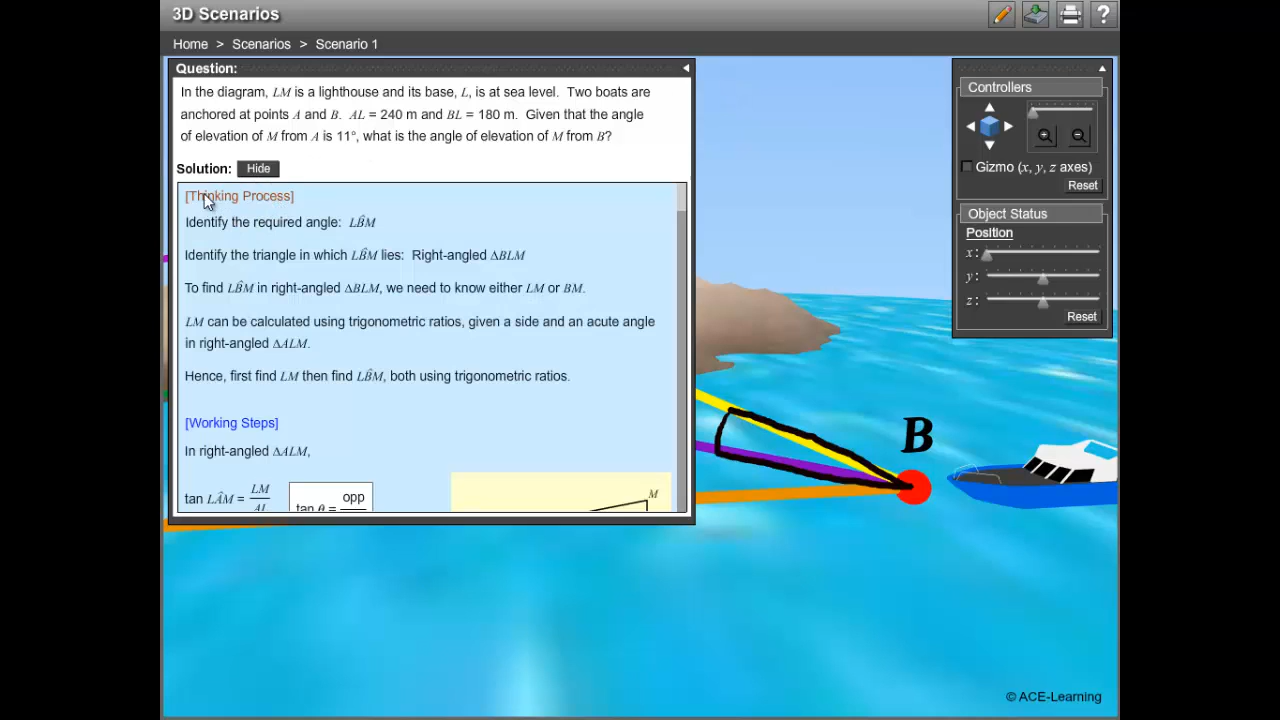 3D Scenarios
Home > Scenarios > Scenario 1
Question:
In the diagram, LM is a lighthouse and its base, L, is at sea level. Two boats are
anchored at points A and B. AL = 240 m and BL = 180 m. Given that the angle
of elevation of M from A is 11°, what is the angle of elevation of M from B?
Solution: Hide
[Thinking Process]
Identify the required angle: LB̂M
Identify the triangle in which LB̂M lies: Right-angled ΔBLM
To find LB̂M in right-angled ΔBLM, we need to know either LM or BM.
LM can be calculated using trigonometric ratios, given a side and an acute angle
in right-angled ΔALM.
Hence, first find LM then find LB̂M, both using trigonometric ratios.
[Working Steps]
In right-angled ΔALM,
tan LÂM = LM
AL
tan θ = opp
M
Controllers
Gizmo (x, y, z axes)
Reset
Object Status
Position
x:
y:
z:
Reset
B
© ACE-Learning